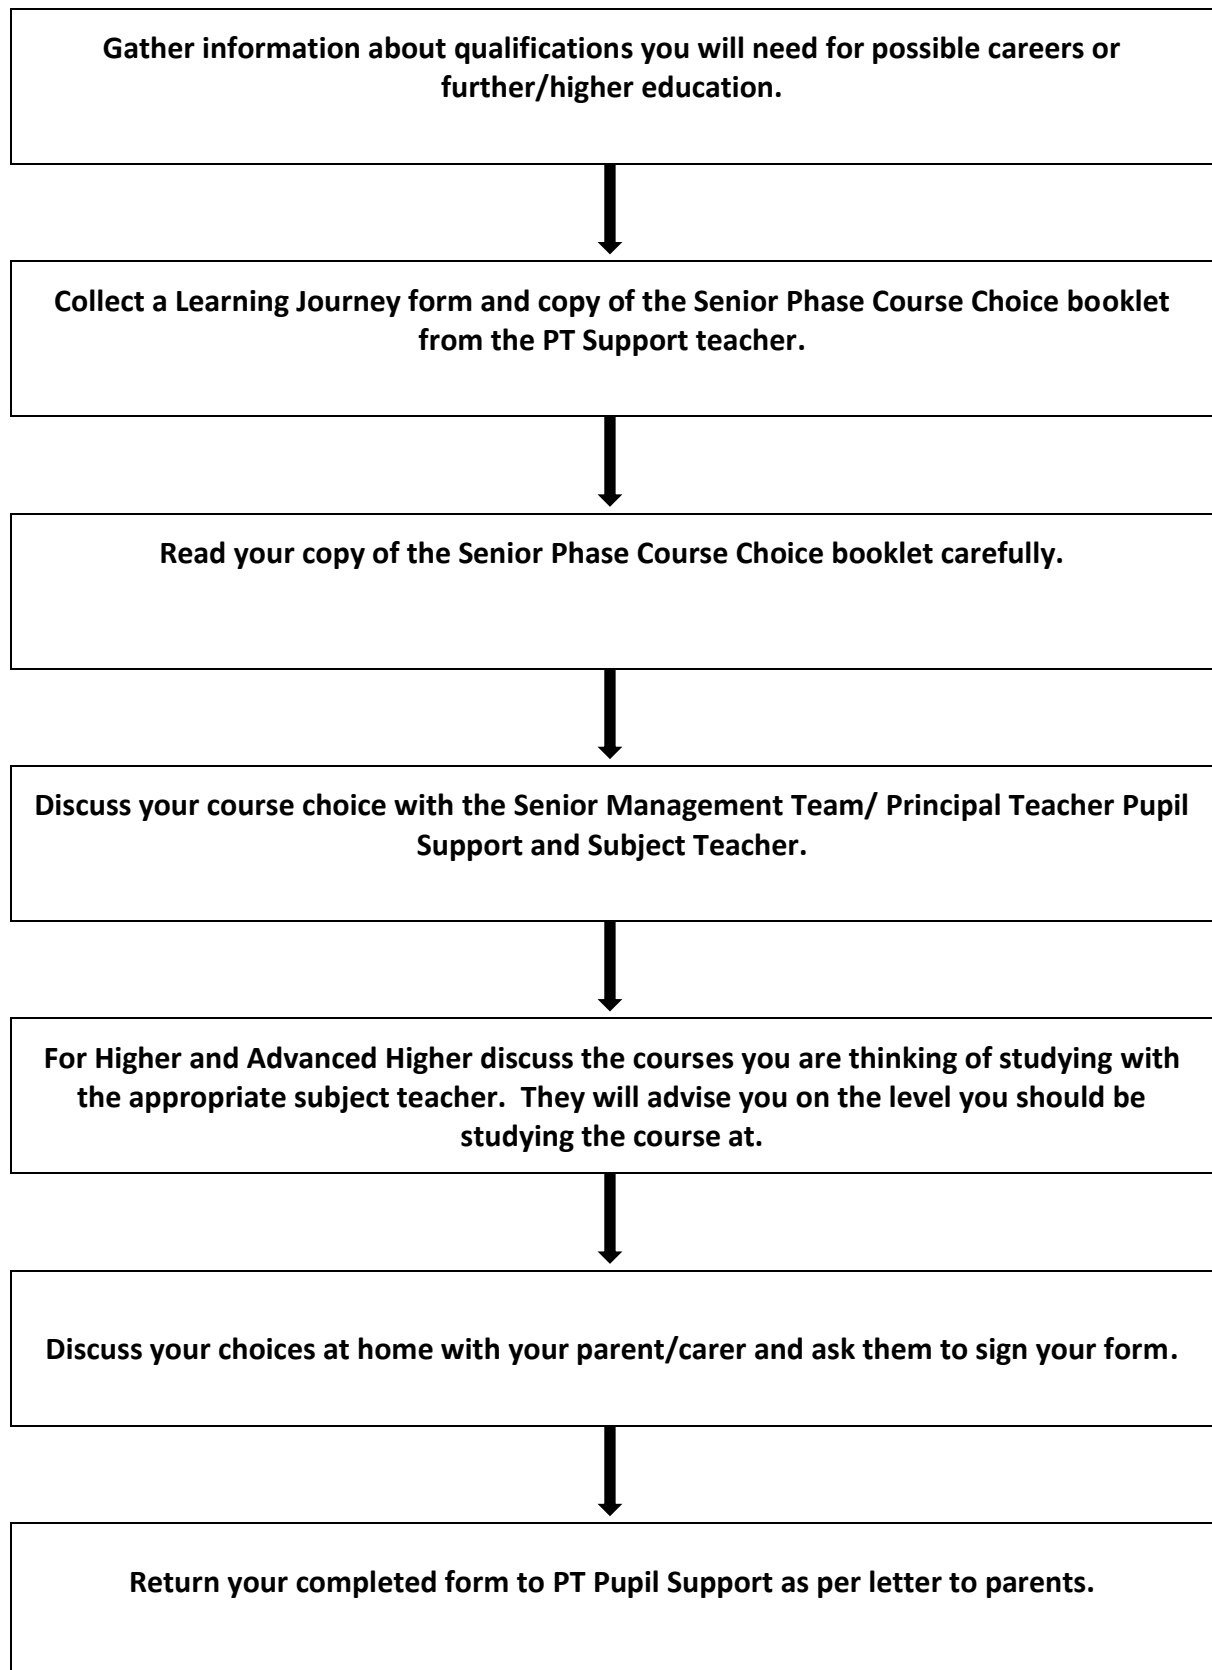 Gather information about qualifications you will need for possible careers or
further/higher education.
Collect a Learning Journey form and copy of the Senior Phase Course Choice booklet
from the PT Support teacher.
Read your copy of the Senior Phase Course Choice booklet carefully.
Discuss your course choice with the Senior Management Team/ Principal Teacher Pupil
Support and Subject Teacher.
For Higher and Advanced Higher discuss the courses you are thinking of studying with
the appropriate subject teacher.  They will advise you on the level you should be
studying the course at.
Discuss your choices at home with your parent/carer and ask them to sign your form.
Return your completed form to PT Pupil Support as per letter to parents.